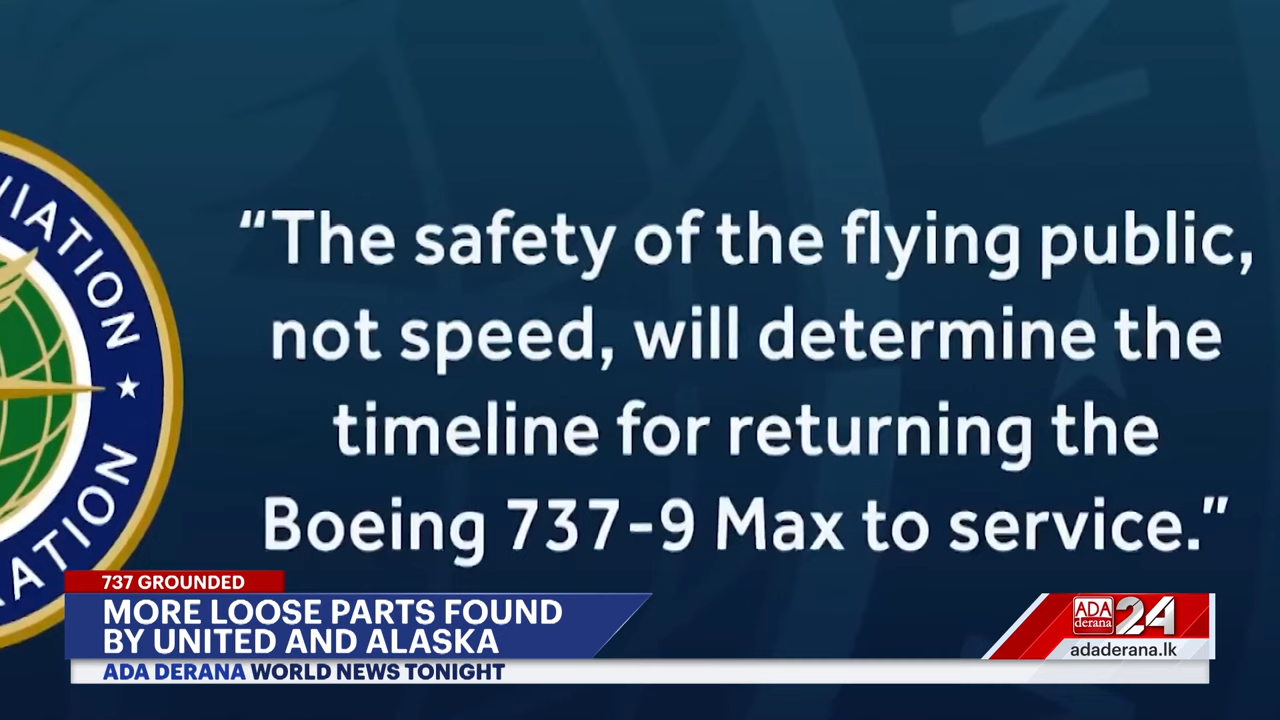 “The safety of the flying public,
not speed, will determine the
timeline for returning the
Boeing 737-9 Max to service.”
737 GROUNDED
MORE LOOSE PARTS FOUND
BY UNITED AND ALASKA
ADA DERANA WORLD NEWS TONIGHT
ADA
derana
24
adaderana.lk